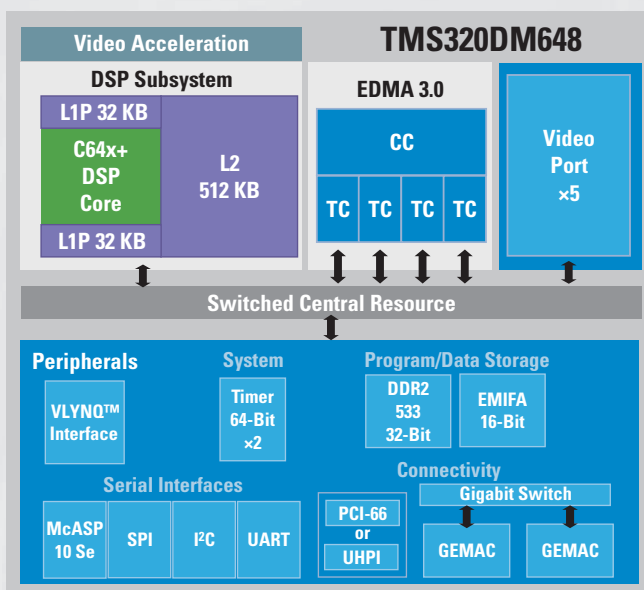 Video Acceleration
TMS320DM648
DSP Subsystem
L1P 32 KB
C64x+
DSP
Core
L1P 32 KB
L2
512 KB
EDMA 3.0
CC
TC
TC
TC
TC
Video
Port
×5
Switched Central Resource
Peripherals
VLYNQ™
Interface
System
Timer
64-Bit
×2
Program/Data Storage
DDR2
533
32-Bit
EMIFA
16-Bit
Serial Interfaces
McASP
10 Se
SPI
I²C
UART
Connectivity
PCI-66
or
UHPI
Gigabit Switch
GEMAC
GEMAC